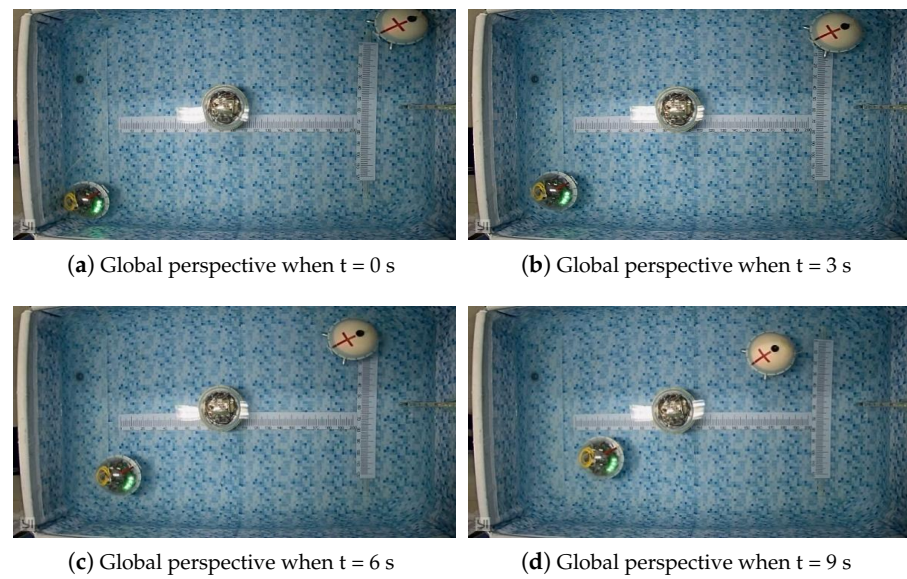 (a) Global perspective when t = 0 s
(b) Global perspective when t = 3 s
(c) Global perspective when t = 6 s
(d) Global perspective when t = 9 s